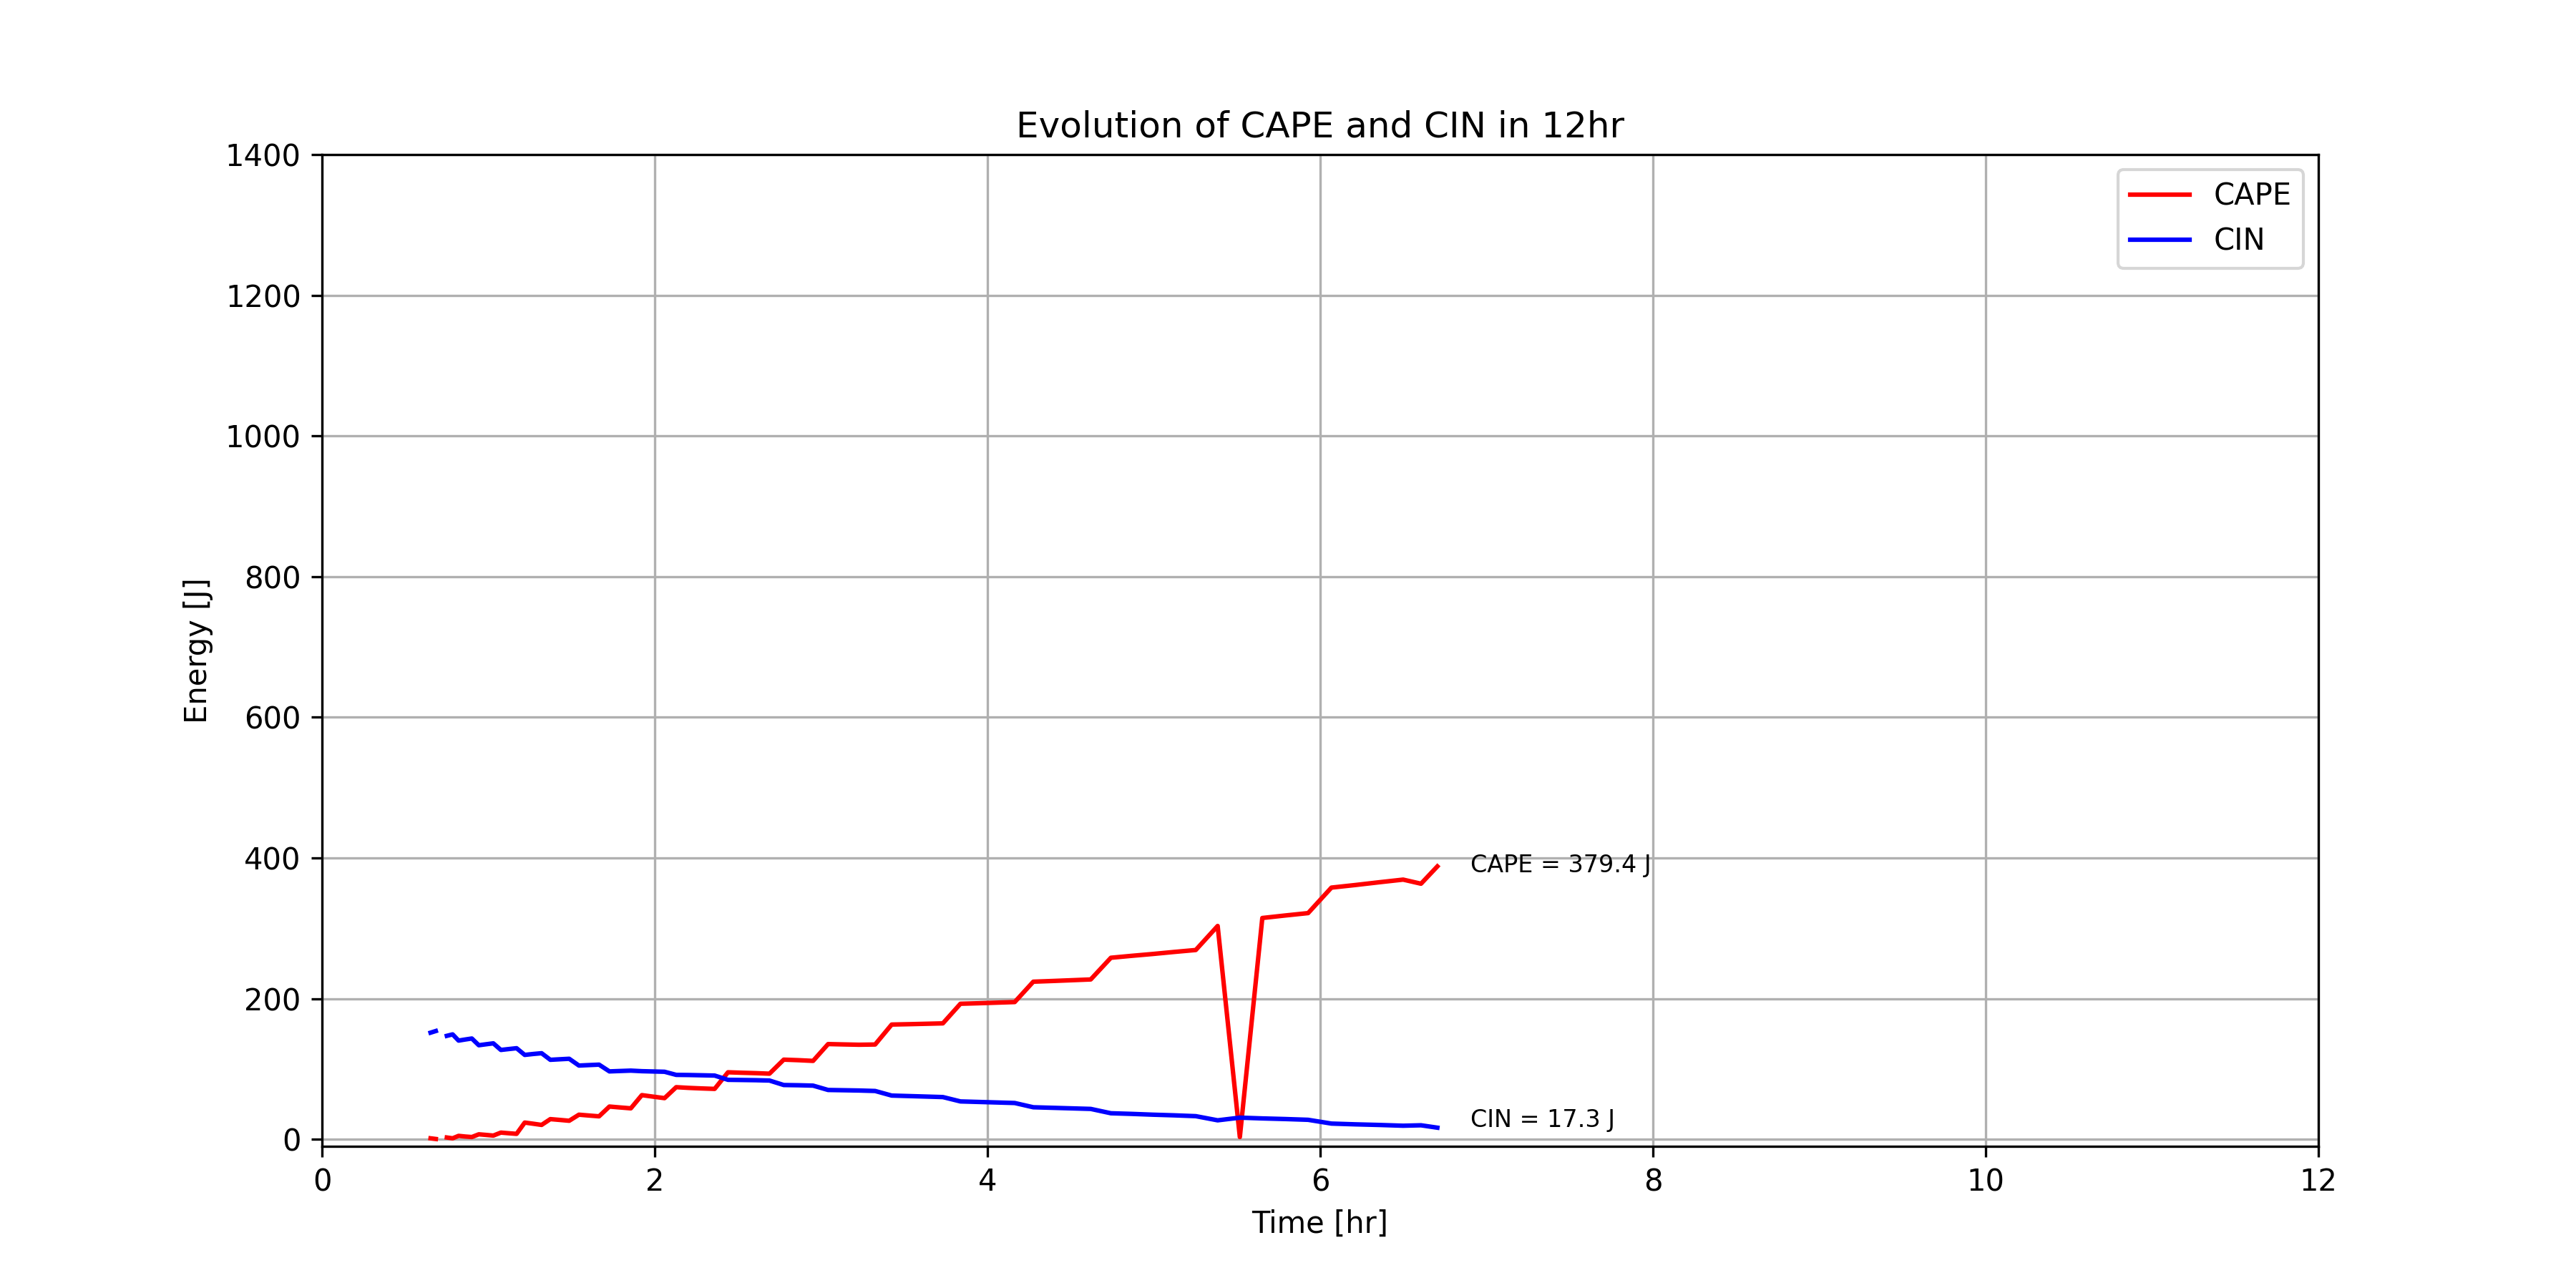 Evolution of CAPE and CIN in 12hr
1400
1200
1000
800
600
400
200
0
Energy [J]
CAPE
CIN
CAPE = 379.4 J
CIN = 17.3 J
0 2 4 6 8 10 12
Time [hr]